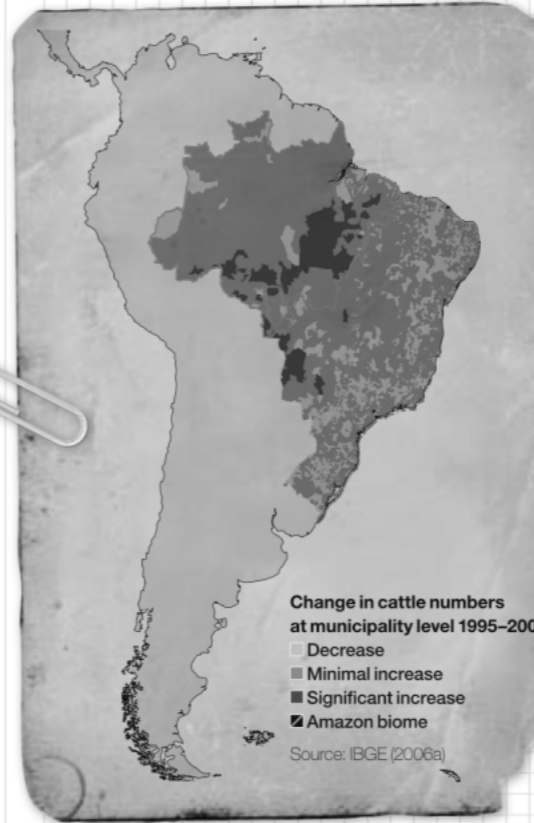 Change in cattle numbers
at municipality level 1995–200
Decrease
Minimal increase
Significant increase
Amazon biome
Source: IBGE (2006a)